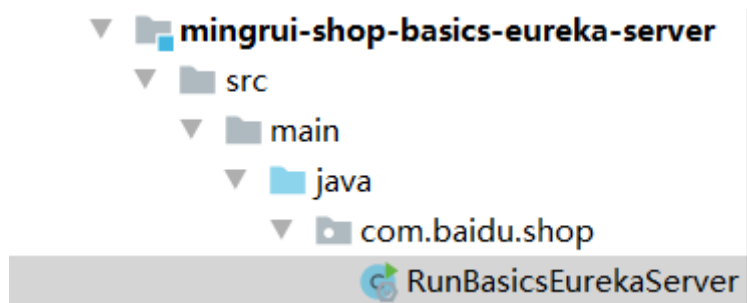 mingrui-shop-basics-eureka-server
src
main
java
com.baidu.shop
RunBasicsEurekaServer